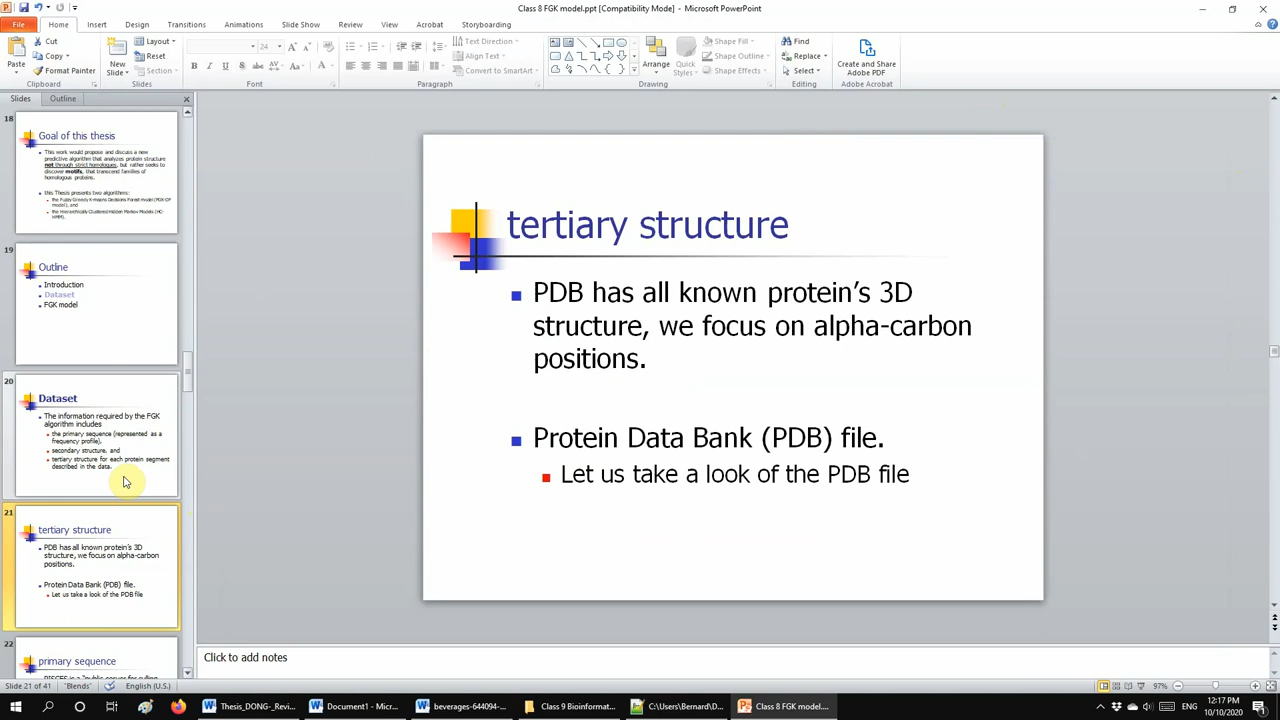 Class 8 FGK model.ppt [Compatibility Mode] - Microsoft PowerPoint
File Home Insert Design Transitions Animations Slide Show Review View Acrobat Storyboarding
Paste Cut Copy Format Painter Clipboard
New Slide Layout Reset Section Slides
24 B I U S abc AV Aa A Font
Text Direction Align Text Convert to SmartArt Paragraph
Arrange Quick Styles Shape Fill Shape Outline Shape Effects Drawing
Find Replace Select Editing
Create and Share Adobe PDF Adobe Acrobat
Slides Outline
18
Goal of this thesis
This work would propose and discuss a new
predictive algorithm that analyzes protein structure
not through strict homologues, but rather seeks to
discover motifs, that transcend families of
homologous proteins.
this Thesis presents two algorithms:
the Fuzzy Greedy K-means Decisions Forest model (FGK-DF
model), and
the Hierarchically Clustered Hidden Markov Models (HC-
HMM).
19
Outline
Introduction
Dataset
FGK model
20
Dataset
The information required by the FGK
algorithm includes
the primary sequence (represented as a
frequency profile),
secondary structure, and
tertiary structure for each protein segment
described in the data.
21
tertiary structure
PDB has all known protein's 3D
structure, we focus on alpha-carbon
positions.
Protein Data Bank (PDB) file.
Let us take a look of the PDB file
22
primary sequence
tertiary structure
PDB has all known protein's 3D
structure, we focus on alpha-carbon
positions.
Protein Data Bank (PDB) file.
Let us take a look of the PDB file
Click to add notes
Slide 21 of 41 "Blends" English (U.S.) 97%
Thesis_DONG-_Revi... Document1 - Micr... beverages-644094-... Class 9 Bioinformat... C:\Users\Bernard\D... Class 8 FGK model....
12:17 PM
10/10/2020